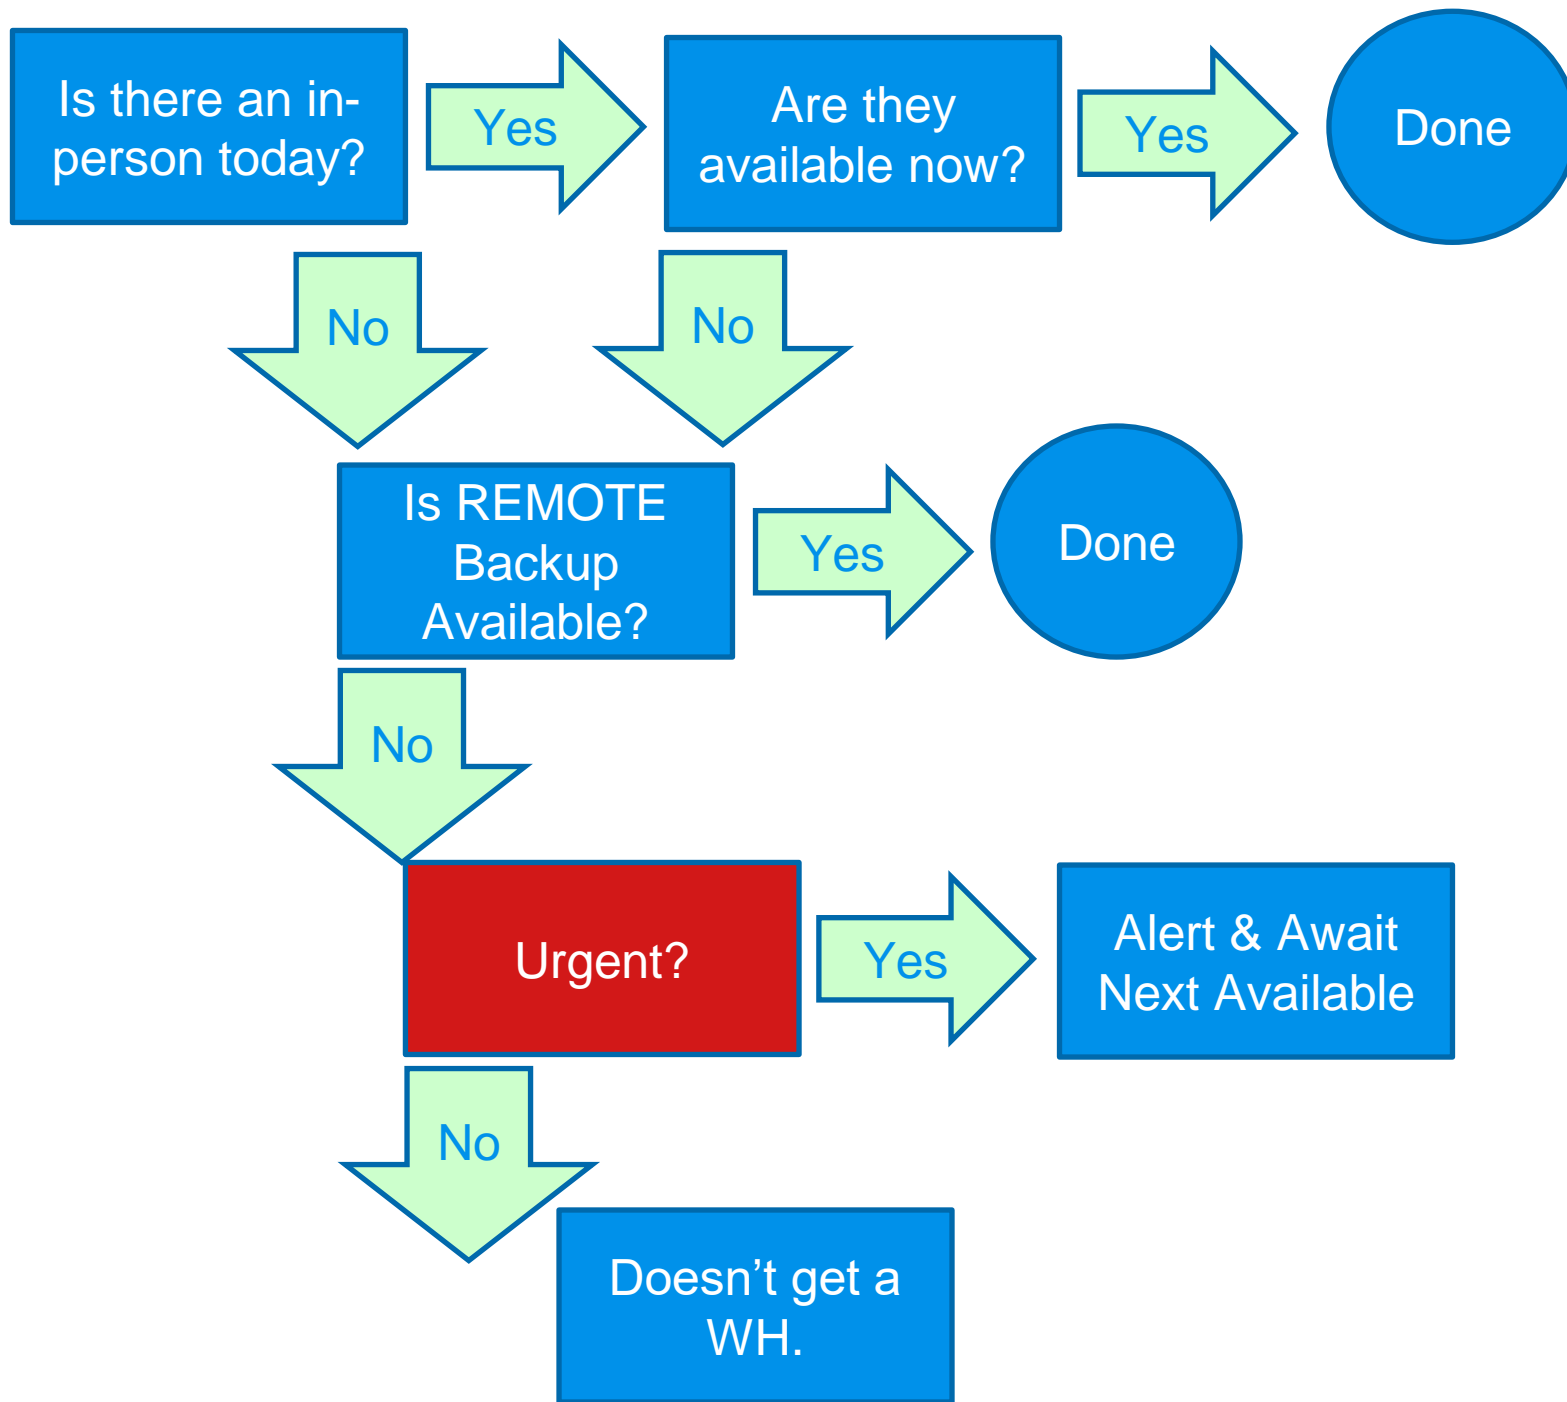 Is there an in-
person today?
Yes
Are they
available now?
Yes
Done
No
No
Is REMOTE
Backup
Available?
Yes
Done
No
Urgent?
Yes
Alert & Await
Next Available
No
Doesn’t get a
WH.